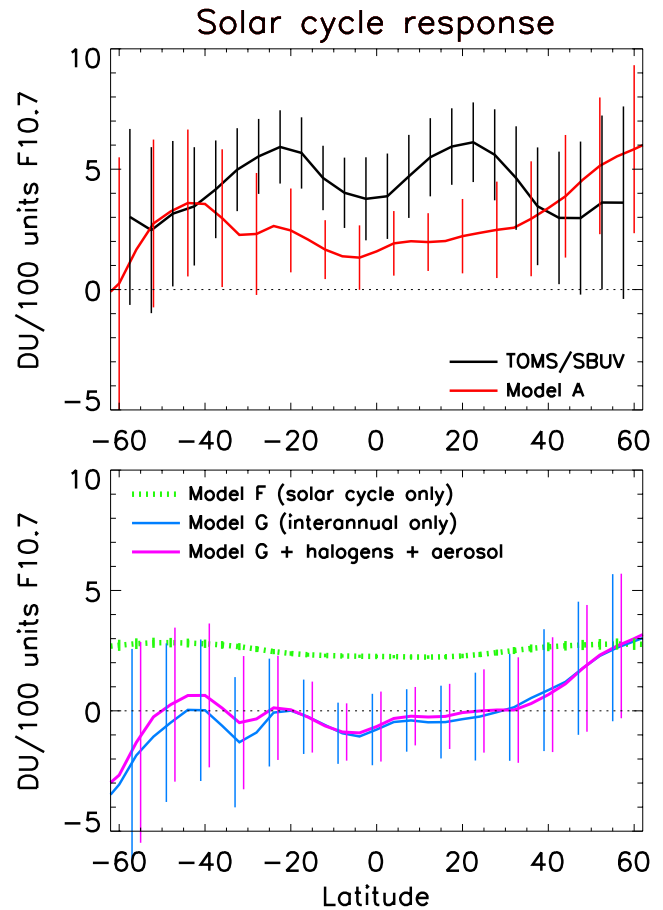 Solar cycle response
DU/100 units F10.7
10
5
0
-5
TOMS/SBUV
Model A
-60 -40 -20 0 20 40 60
DU/100 units F10.7
10
5
0
-5
Model F (solar cycle only)
Model G (interannual only)
Model G + halogens + aerosol
-60 -40 -20 0 20 40 60
Latitude